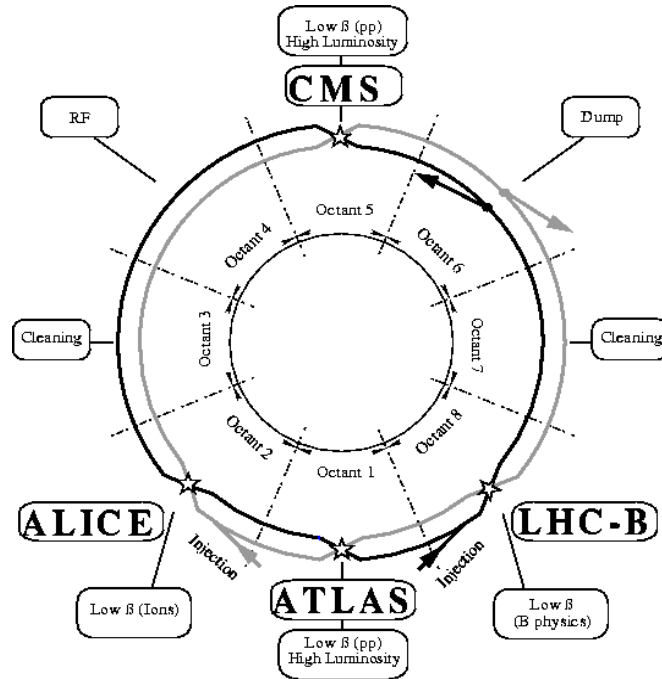 Low ß (pp)
High Luminosity
CMS
RF
Dump
Octant 5
Octant 4
Octant 6
Cleaning
Octant 3
Octant 7
Cleaning
Octant 2
Octant 8
Octant 1
ALICE
LHC-B
Injection
Injection
Low ß (Ions)
ATLAS
Low ß
(B physics)
Low ß (pp)
High Luminosity